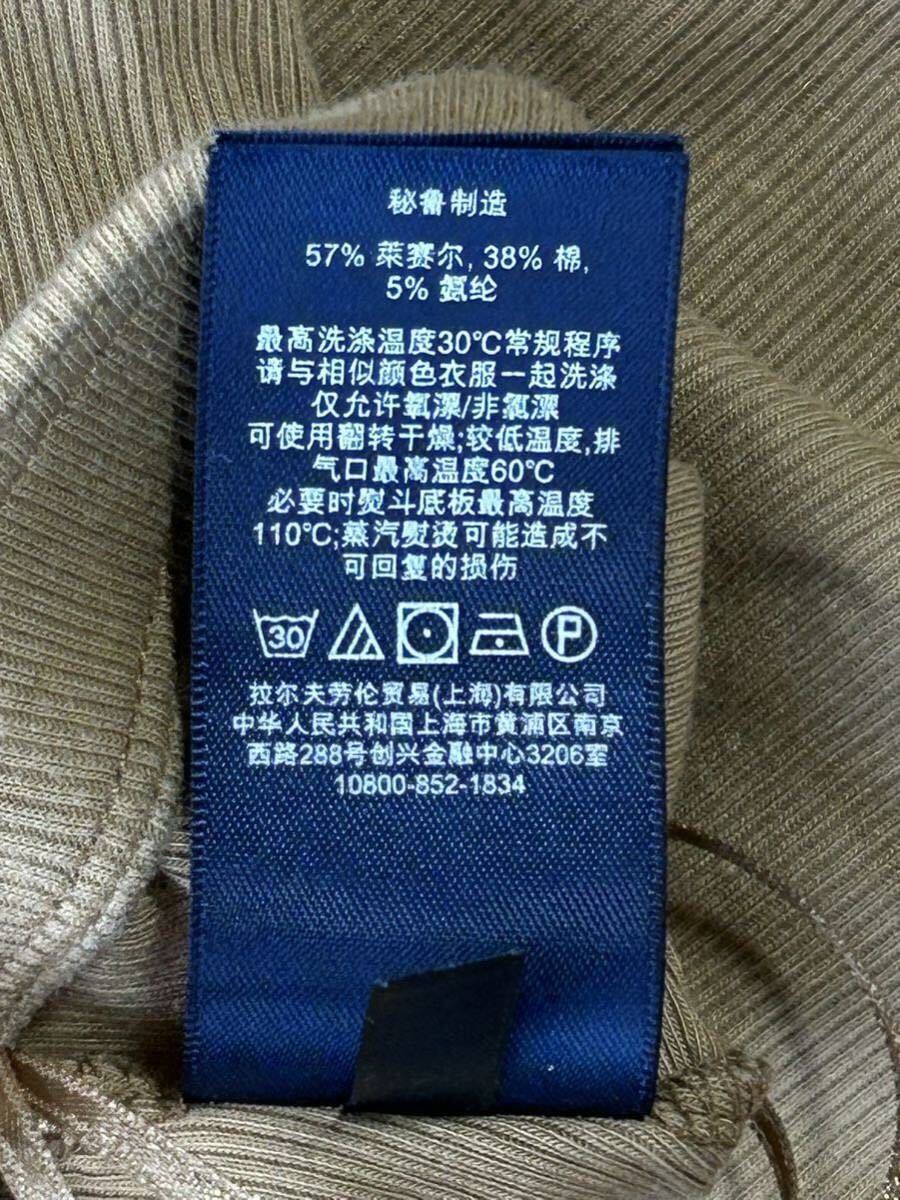 秘鲁制造
57% 莱赛尔, 38% 棉,
5% 氨纶
最高洗涤温度30℃常规程序
请与相似颜色衣服一起洗涤
仅允许氧漂/非氯漂
可使用翻转干燥;较低温度,排
气口最高温度60℃
必要时熨斗底板最高温度
110℃;蒸汽熨烫可能造成不
可回复的损伤
30 P
拉尔夫劳伦贸易(上海)有限公司
中华人民共和国上海市黄浦区南京
西路288号创兴金融中心3206室
10800-852-1834